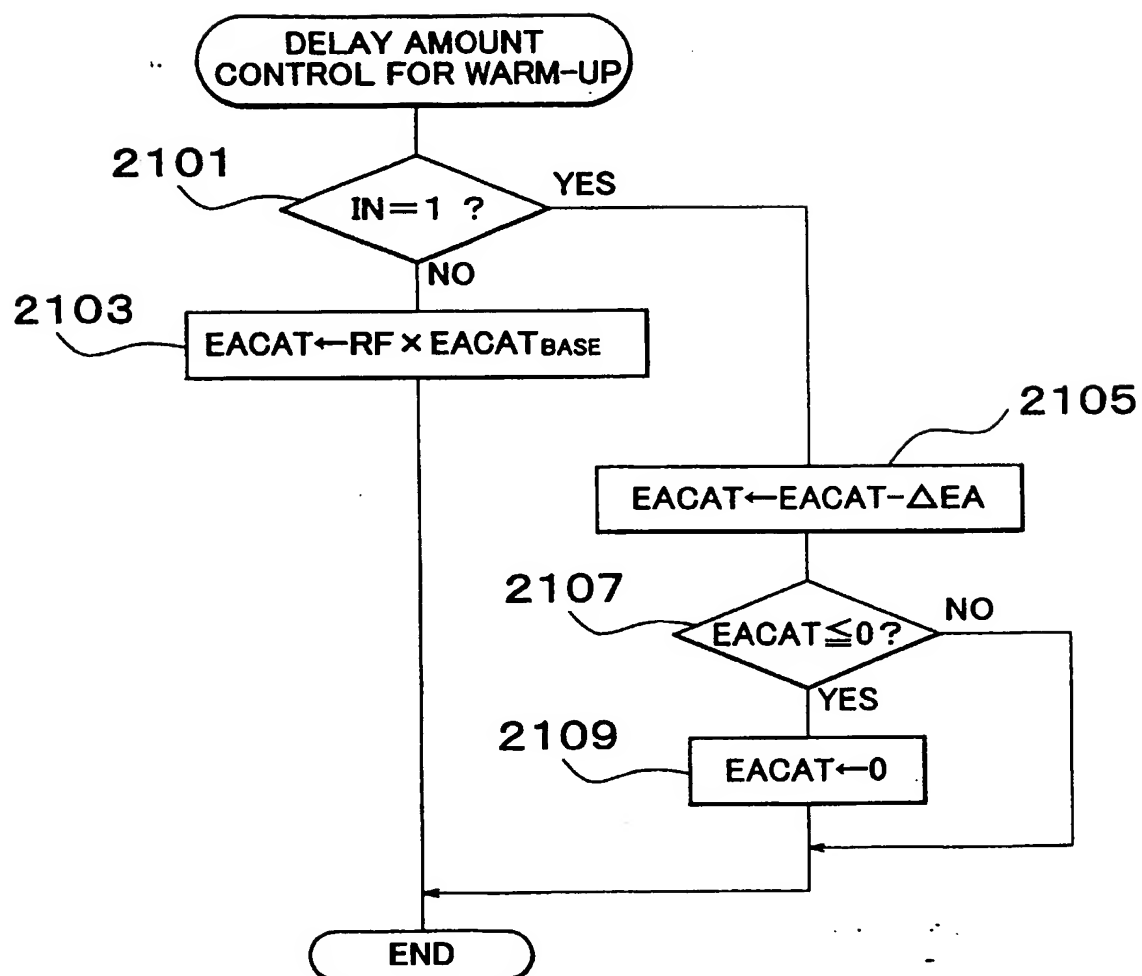 DELAY AMOUNT
CONTROL FOR WARM-UP
2101
IN=1 ?
YES
NO
2103
EACAT←RF×EACATBASE
2105
EACAT←EACAT-△EA
2107
EACAT≦0?
NO
YES
2109
EACAT←0
END